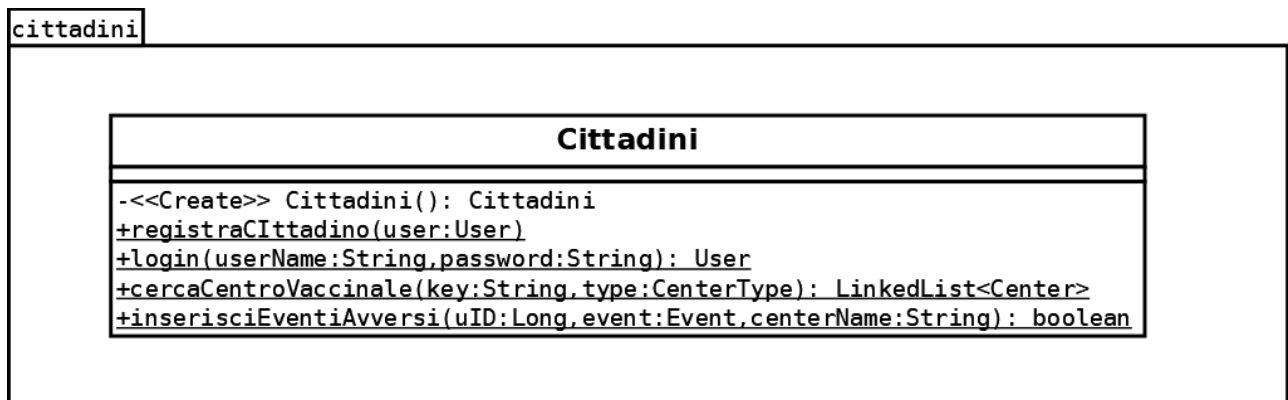 cittadini
Cittadini
-<<Create>> Cittadini(): Cittadini
+registraCIttadino(user:User)
+login(userName:String,password:String): User
+cercaCentroVaccinale(key:String,type:CenterType): LinkedList<Center>
+inserisciEventiAvversi(uID:Long,event:Event,centerName:String): boolean